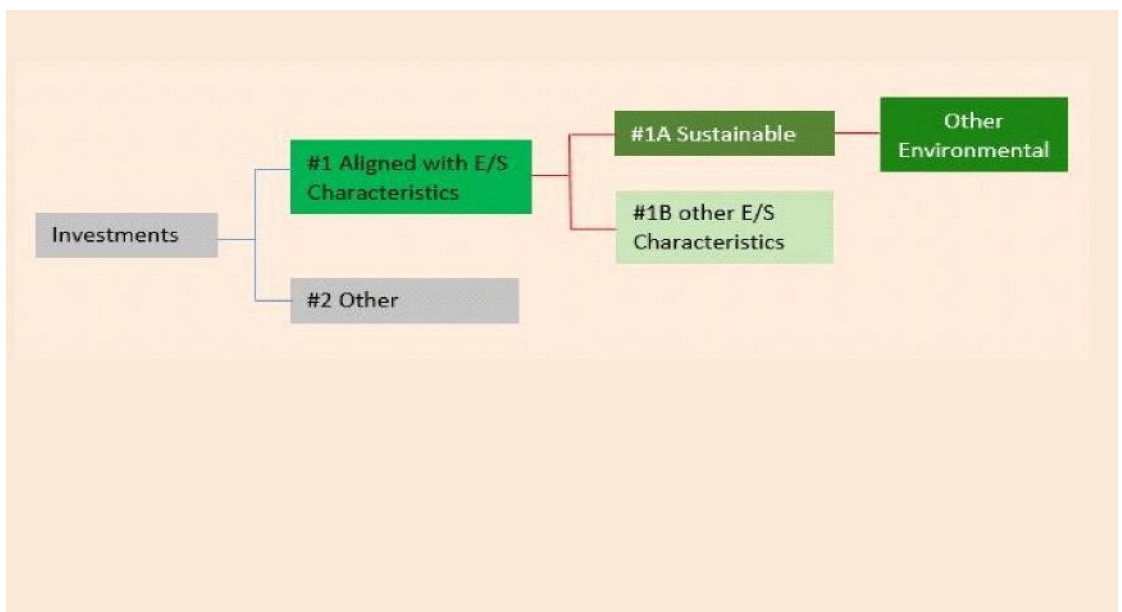 Investments
#1 Aligned with E/S
Characteristics
#2 Other
#1A Sustainable
#1B other E/S
Characteristics
Other
Environmental